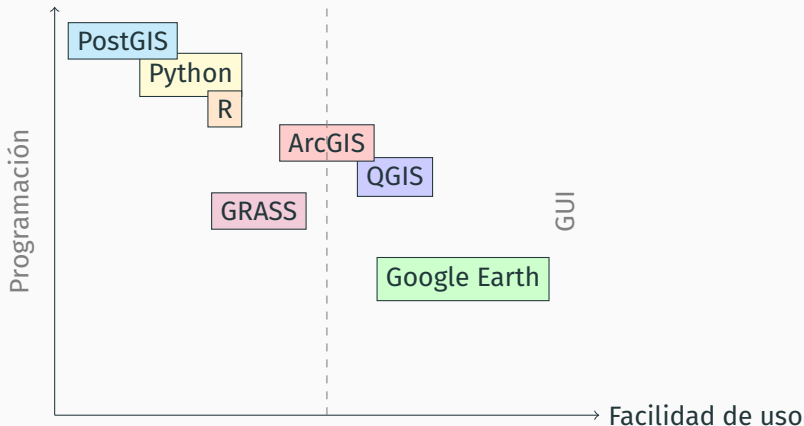 PostGIS
Python
R
ArcGIS
QGIS
GRASS
Google Earth
Programación
GUI
Facilidad de uso